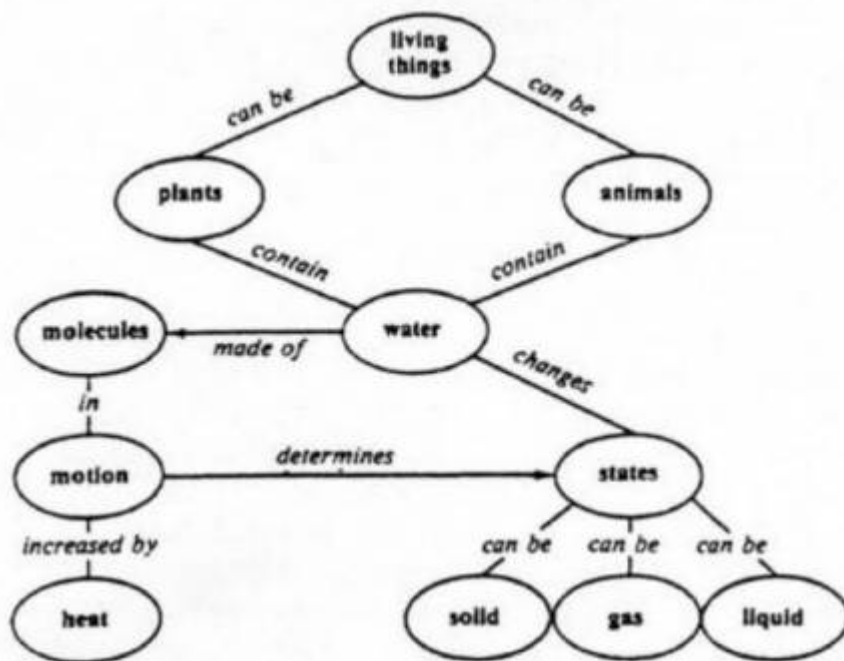 living
things
can be
can be
plants
animals
contain
contain
molecules
water
made of
changes
in
motion
determines
states
increased by
can be
can be
can be
heat
solid
gas
liquid